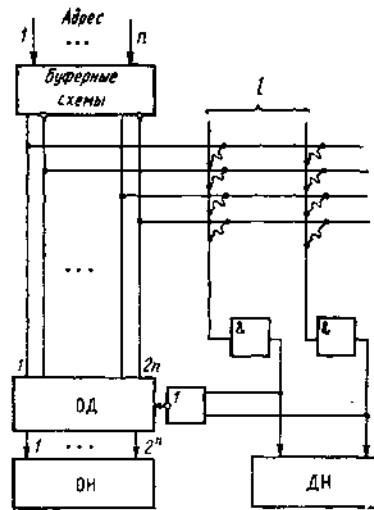 Адрес
1 ... n
Буферные
схемы
l
...
& &
1 2n
ОД
1
1 ... 2ⁿ
ОН
ДН